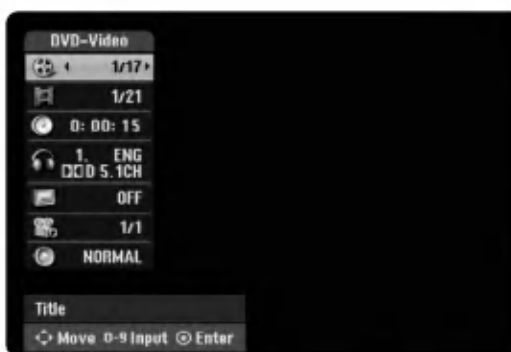 DVD-Video
1/17
1/21
0: 00: 15
1. ENG
D 5.1CH
OFF
1/1
NORMAL
Title
Move 0-9 Input Enter